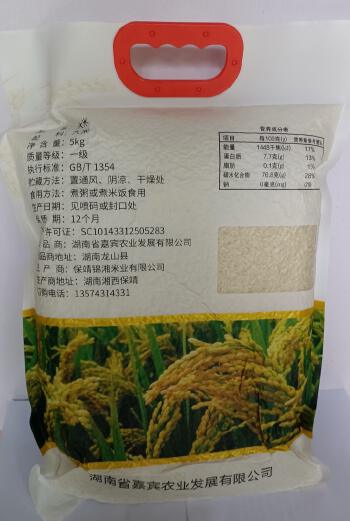 配 料：大米
净 含 量：5kg
质量等级：一级
执行标准：GB/T 1354
贮藏方法：置通风、阴凉、干燥处
食用方法：煮粥或煮米饭食用
生产日期：见喷码或封口处
保 质 期：12个月
许可证：SC10143312505283
商：湖南省嘉宾农业发展有限公司
品商地址：湖南龙山县
产 商：保靖锦湘米业有限公司
生产商地址：湖南湘西保靖
订购电话：13574314331
营养成分表
项目 每100克(g) 营养素参考值%
能量 1448千焦(kJ) 17%
蛋白质 7.7克(g) 13%
脂肪 0.1克(g) 1%
碳水化合物 76.8克(g) 26%
钠 0毫克(mg) 0%
湖南省嘉宾农业发展有限公司